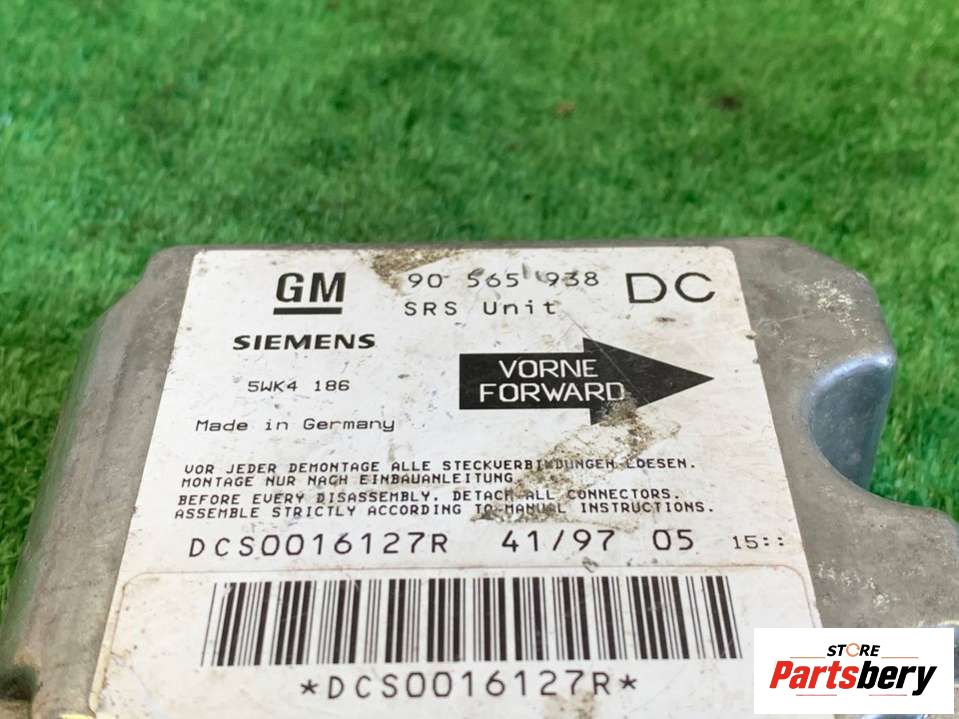 GM 90 565 938 DC
SRS Unit
SIEMENS
VORNE
FORWARD
5WK4 186
Made in Germany
VOR JEDER DEMONTAGE ALLE STECKVERBINDUNGEN LOESEN.
MONTAGE NUR NACH EINBAUANLEITUNG
BEFORE EVERY DISASSEMBLY. DETACH ALL CONNECTORS.
ASSEMBLE STRICTLY ACCORDING TO MANUAL INSTRUCTIONS.
DCS0016127R 41/97 05 15::
*DCS0016127R*
STORE
Partsbery